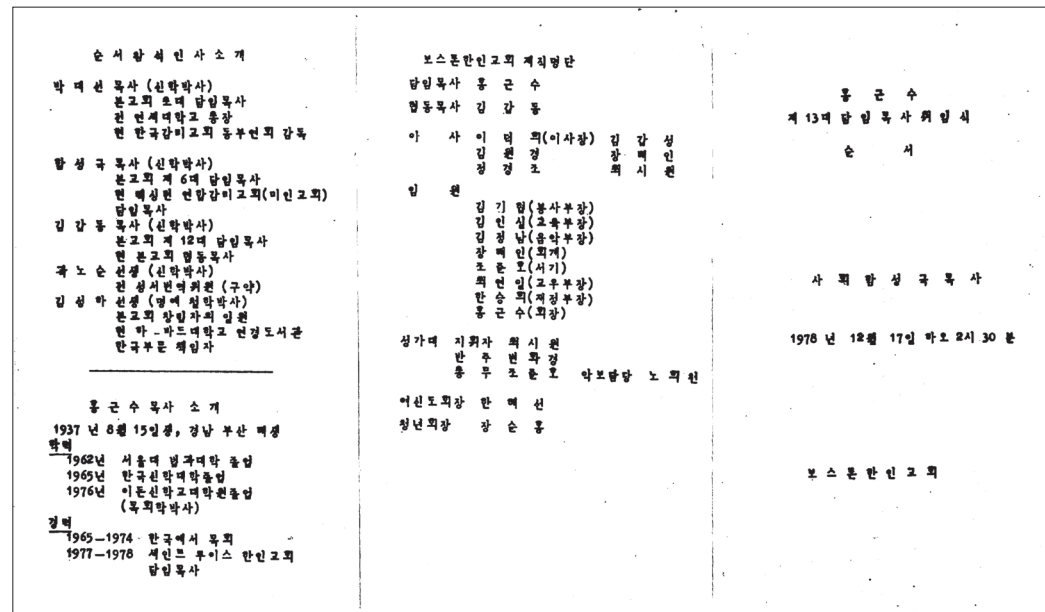 순서참석인사소개
박대선 목사 (신학박사)
본교회 초대 담임목사
전 연세대학교 총장
현 한국감리교회 동부연회 감독
함성국 목사 (신학박사)
본교회 제 6대 담임목사
현 렉싱턴 연합감리교회(미인교회)
담임목사
김갑동 목사 (신학박사)
본교회 제 12대 담임목사
현 본교회 협동목사
곽노순 선생 (신학박사)
전 성서번역위원 (구약)
김성하 선생 (명예 철학박사)
본교회 창립자의 일원
현 하-바드대학교 연경도서관
한국부문 책임자
홍근수목사 소개
1937 년 8월 15일생, 경남 부산 태생
학력
1962년 서울대 법과대학 졸업
1965년 한국신학대학졸업
1976년 이든신학교대학원졸업
(목회학박사)
경력
1965-1974 한국에서 목회
1977-1978 세인트 루이스 한인교회
담임목사
보스톤한인교회 제직명단
담임목사 홍근수
협동목사 김갑동
이 사 이덕희(이사장) 김갑성
김원경 장혜인
정경조 최시원
임 원
김기협(봉사부장)
김인실(교육부장)
김정남(음악부장)
장혜인(회계)
조준호(서기)
최연일(교우부장)
한승희(재정부장)
홍근수(회장)
성가대 지휘자 최시원
반 주 변화경
총 무 조준호 악보담당 노희원
여신도회장 한혜선
청년회장 장순흥
홍 근 수
제 13대 담임목사취임식
순 서
사회함성국목사
1978 년 12월 17일 하오 2시 30 분
보스톤한인교회